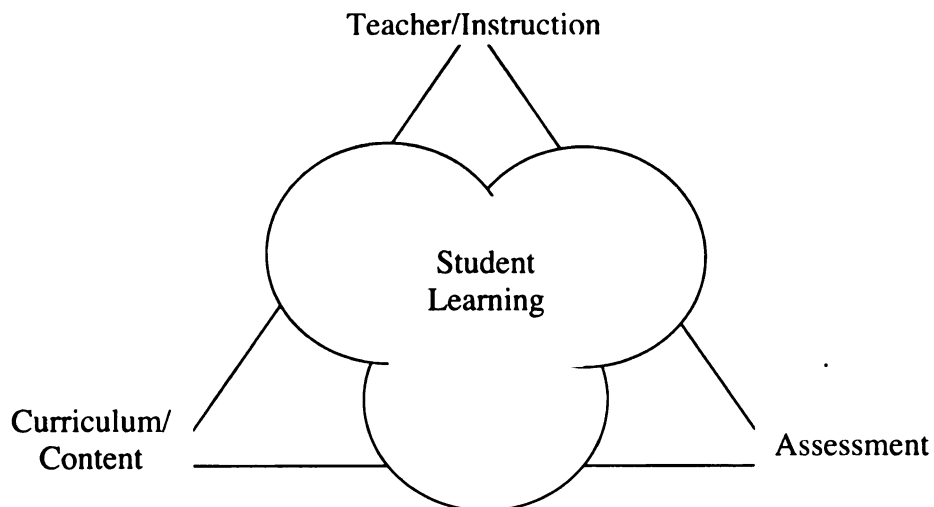 Teacher/Instruction
Student
Learning
Curriculum/
Content
Assessment